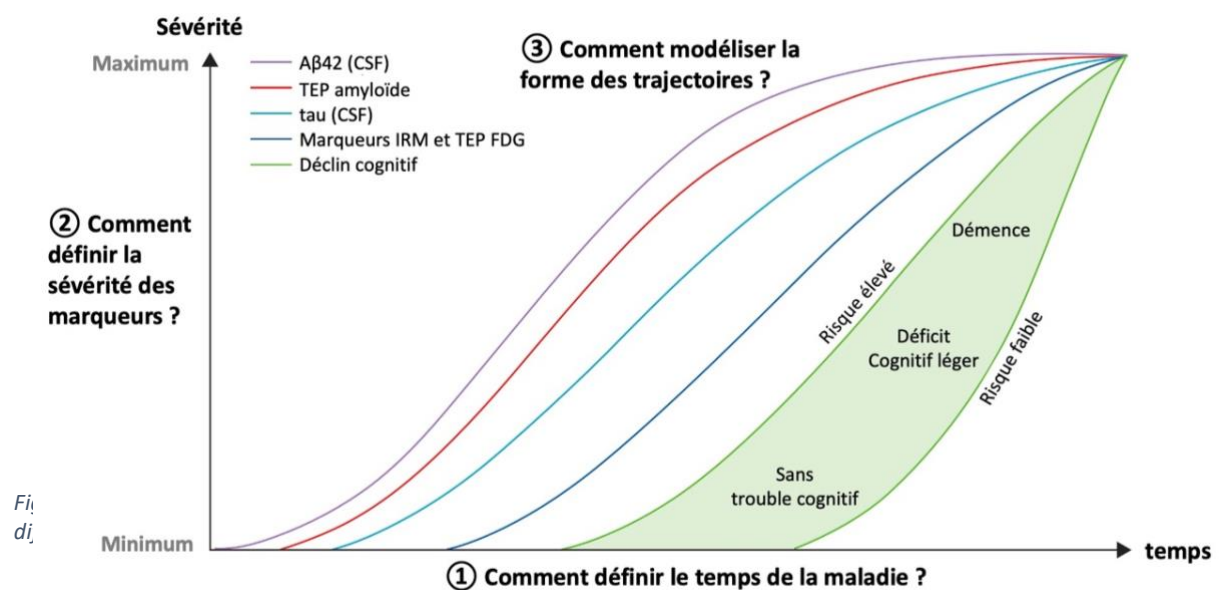 Sévérité
Maximum
Aβ42 (CSF)
TEP amyloïde
tau (CSF)
Marqueurs IRM et TEP FDG
Déclin cognitif
③ Comment modéliser la
forme des trajectoires ?
② Comment
définir la
sévérité des
marqueurs ?
Démence
Risque élevé
Déficit
Cognitif léger
Risque faible
Sans
trouble cognitif
Minimum
temps
① Comment définir le temps de la maladie ?